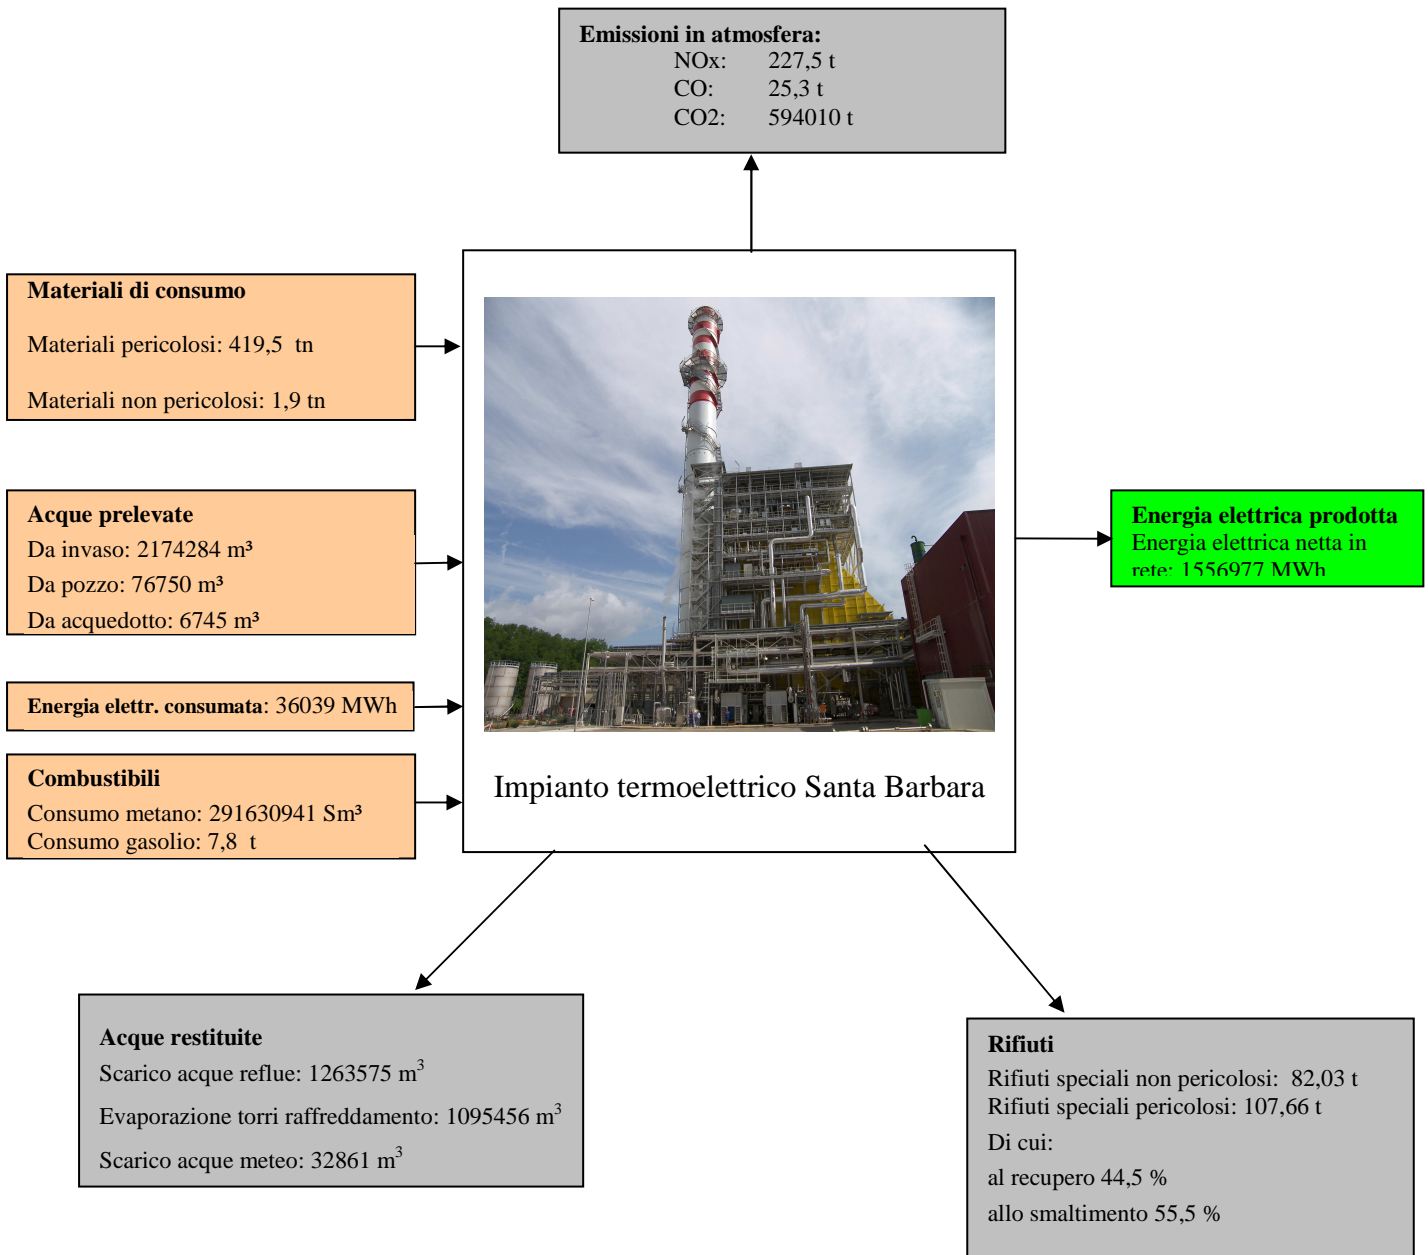 Emissioni in atmosfera:
NOx: 227,5 t
CO: 25,3 t
CO2: 594010 t
Materiali di consumo
Materiali pericolosi: 419,5 tn
Materiali non pericolosi: 1,9 tn
Acque prelevate
Da invaso: 2174284 m³
Da pozzo: 76750 m³
Da acquedotto: 6745 m³
Energia elettr. consumata: 36039 MWh
Combustibili
Consumo metano: 291630941 Sm³
Consumo gasolio: 7,8 t
Impianto termoelettrico Santa Barbara
Energia elettrica prodotta
Energia elettrica netta in
rete: 1556977 MWh
Acque restituite
Scarico acque reflue: 1263575 m³
Evaporazione torri raffreddamento: 1095456 m³
Scarico acque meteo: 32861 m³
Rifiuti
Rifiuti speciali non pericolosi: 82,03 t
Rifiuti speciali pericolosi: 107,66 t
Di cui:
al recupero 44,5 %
allo smaltimento 55,5 %